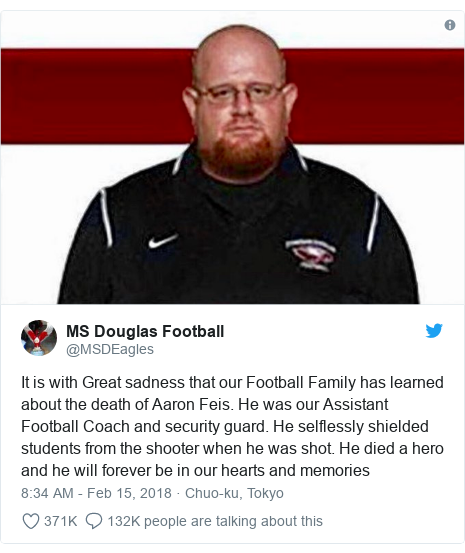 MS Douglas Football
@MSDEagles
It is with Great sadness that our Football Family has learned
about the death of Aaron Feis. He was our Assistant
Football Coach and security guard. He selflessly shielded
students from the shooter when he was shot. He died a hero
and he will forever be in our hearts and memories
8:34 AM - Feb 15, 2018 · Chuo-ku, Tokyo
371K 132K people are talking about this